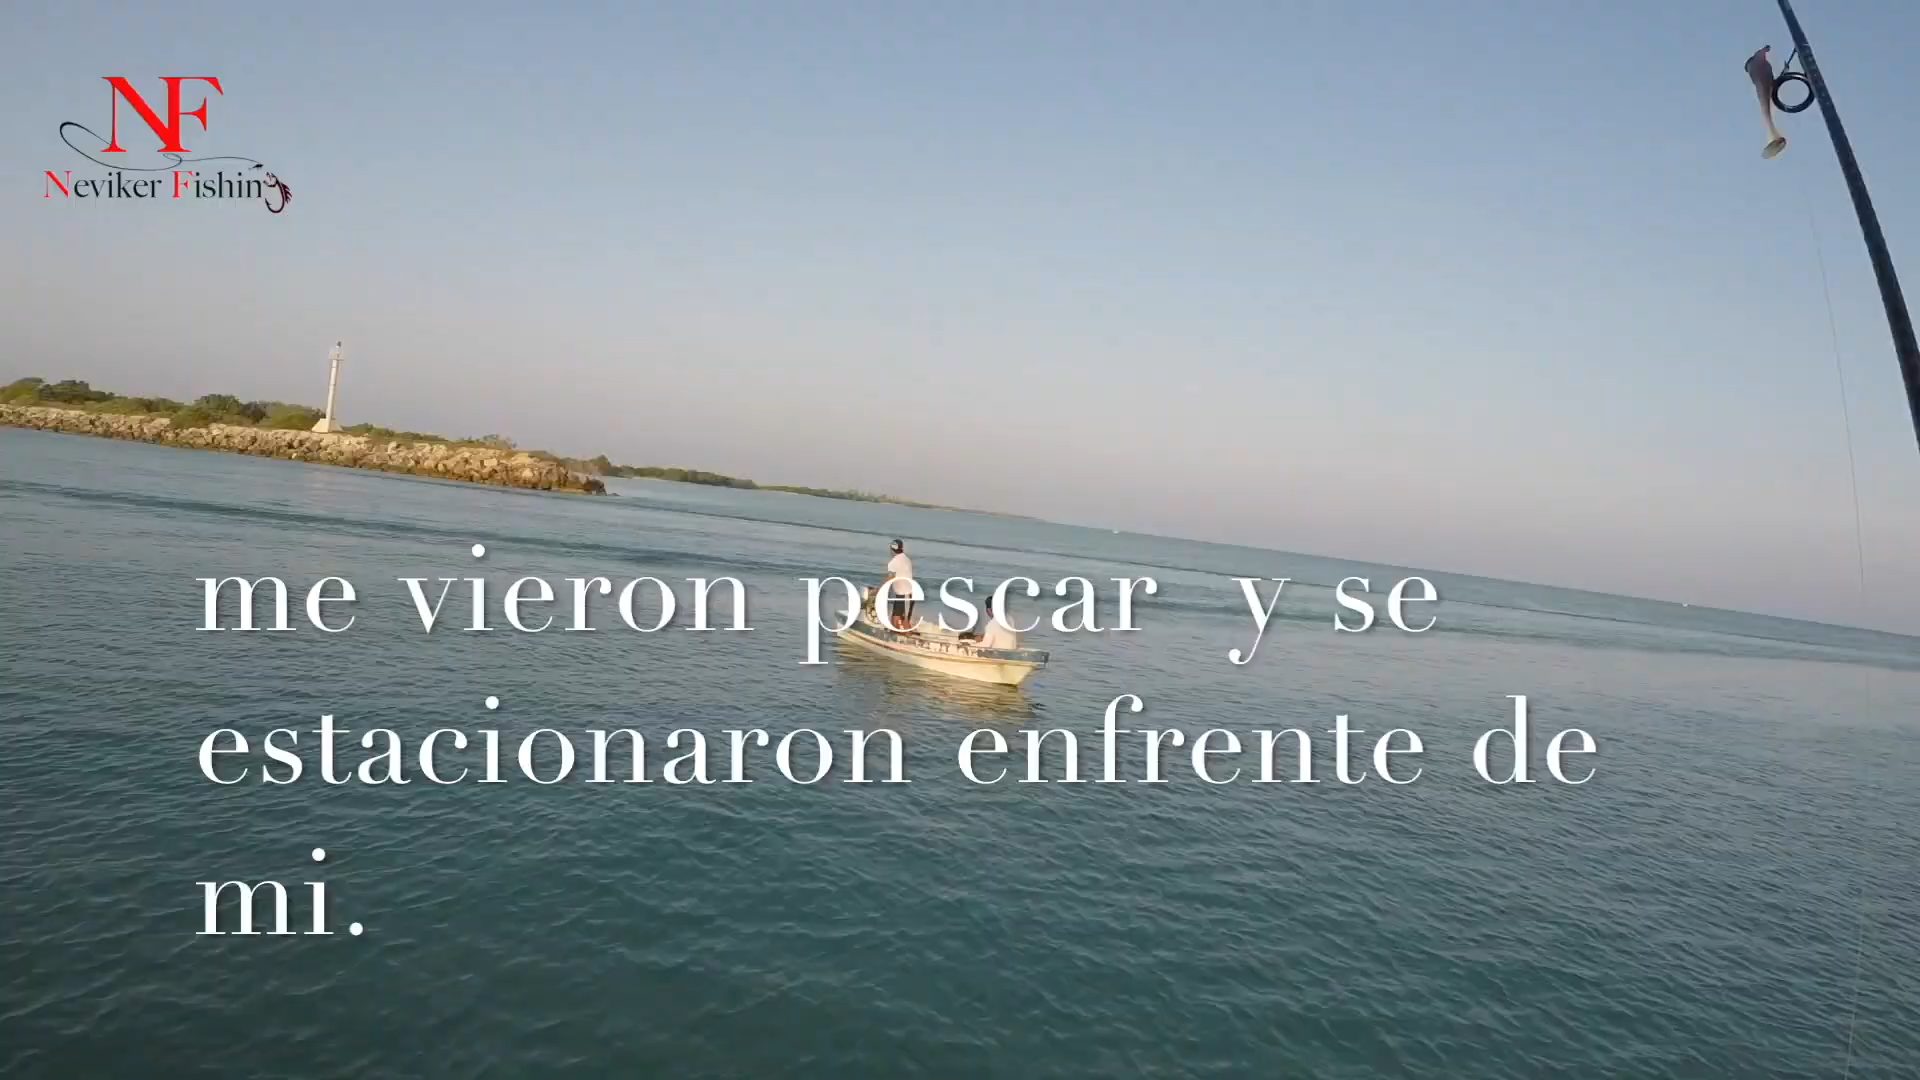 NF
Neviker Fishing
me vieron pescar  y se
estacionaron enfrente de
mi.